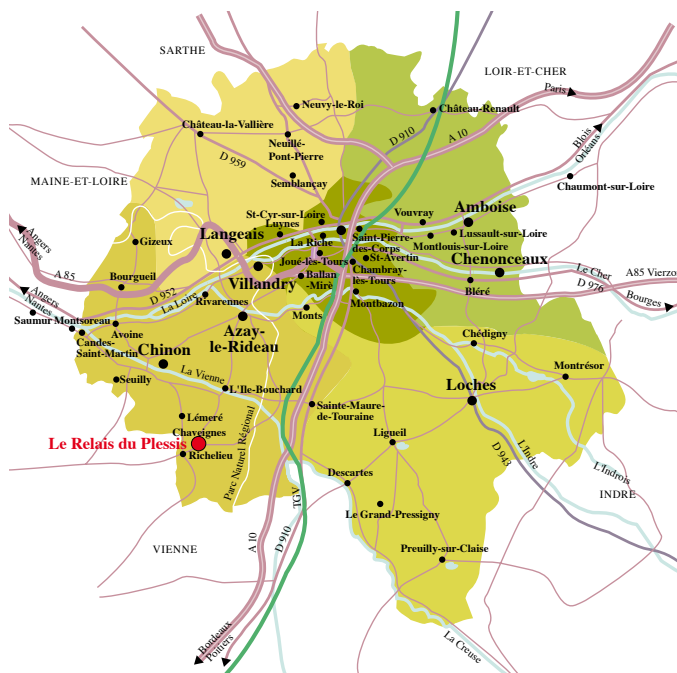 SARTHE
LOIR-ET-CHER
Paris
Neuvy-le-Roi
Château-Renault
Château-la-Vallière
D 910
A 10
Blois
Orléans
Neuillé-
Pont-Pierre
D 959
Semblançay
MAINE-ET-LOIRE
Chaumont-sur-Loire
Amboise
St-Cyr-sur-Loire
Luynes
Vouvray
Langeais
La Riche
Saint-Pierre-
des-Corps
Lussault-sur-Loire
Montlouis-sur-Loire
Gizeux
Angers
Nantes
Joué-lès-Tours
St-Avertin
Chenonceaux
A 85
Bourgueil
Villandry
Ballan
-Mirè
Chambray-
lès-Tours
Le Cher
A85 Vierzo
D 976
Bléré
Bourges
Angers
Nantes
D 952
La Loire
Rivarennes
Montbazon
Saumur
Montsoreau
Avoine
Azay-
le-Rideau
Monts
Candes-
Saint-Martin
Chédigny
Chinon
Montrésor
La Vienne
Seuilly
L'Ile-Bouchard
Loches
Lémeré
Sainte-Maure-
de-Touraine
Chaveignes
Le Relais du Plessis
Richelieu
Parc Naturel Régional
Ligueil
D 943
L'Indre
L'Indrois
INDRE
Descartes
TGV
Le Grand-Pressigny
VIENNE
A 10
D 910
Preuilly-sur-Claise
Bordeaux
Poitiers
La Creuse